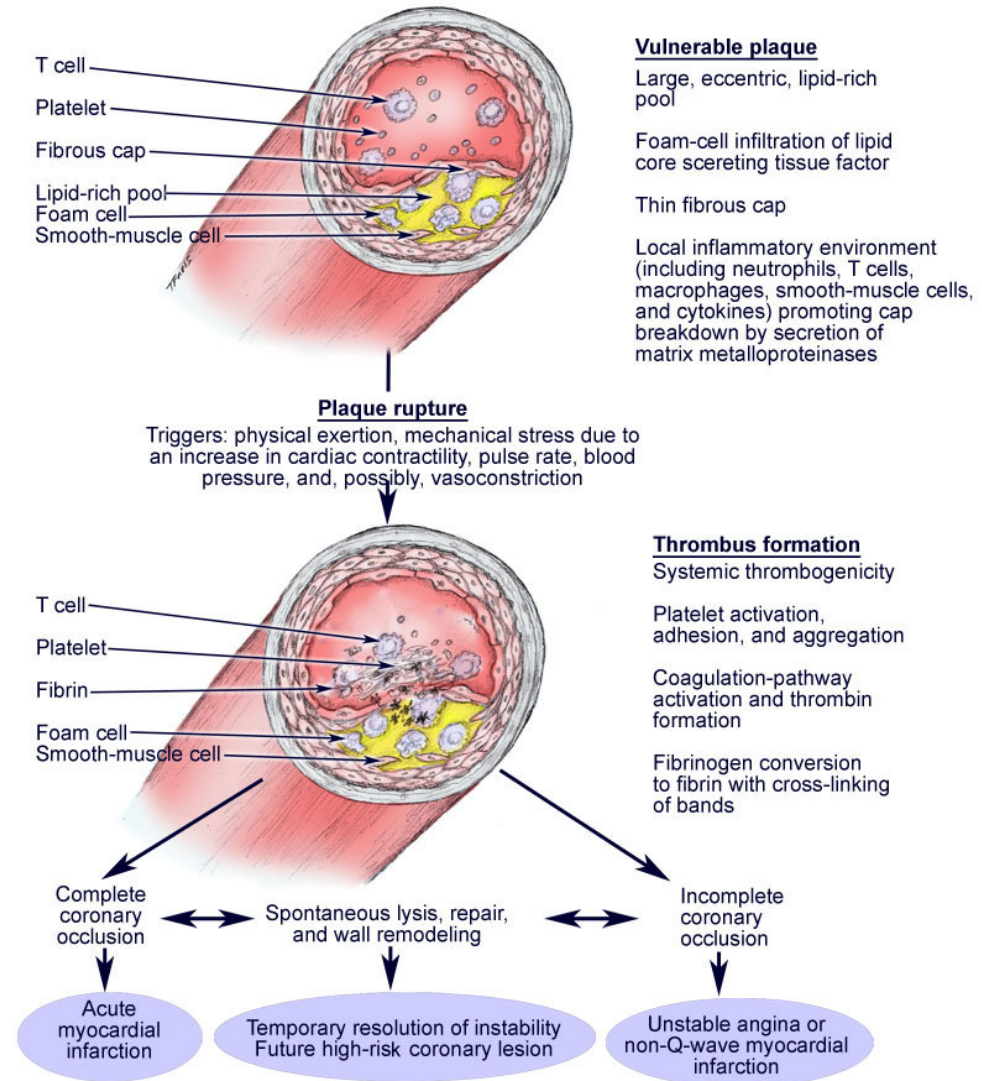 T cell
Platelet
Fibrous cap
Lipid-rich pool
Foam cell
Smooth-muscle cell
Vulnerable plaque
Large, eccentric, lipid-rich
pool
Foam-cell infiltration of lipid
core scereting tissue factor
Thin fibrous cap
Local inflammatory environment
(including neutrophils, T cells,
macrophages, smooth-muscle cells,
and cytokines) promoting cap
breakdown by secretion of
matrix metalloproteinases
Plaque rupture
Triggers: physical exertion, mechanical stress due to
an increase in cardiac contractility, pulse rate, blood
pressure, and, possibly, vasoconstriction
T cell
Platelet
Fibrin
Foam cell
Smooth-muscle cell
Thrombus formation
Systemic thrombogenicity
Platelet activation,
adhesion, and aggregation
Coagulation-pathway
activation and thrombin
formation
Fibrinogen conversion
to fibrin with cross-linking
of bands
Complete
coronary
occlusion
Spontaneous lysis, repair,
and wall remodeling
Incomplete
coronary
occlusion
Acute
myocardial
infarction
Temporary resolution of instability
Future high-risk coronary lesion
Unstable angina or
non-Q-wave myocardial
infarction